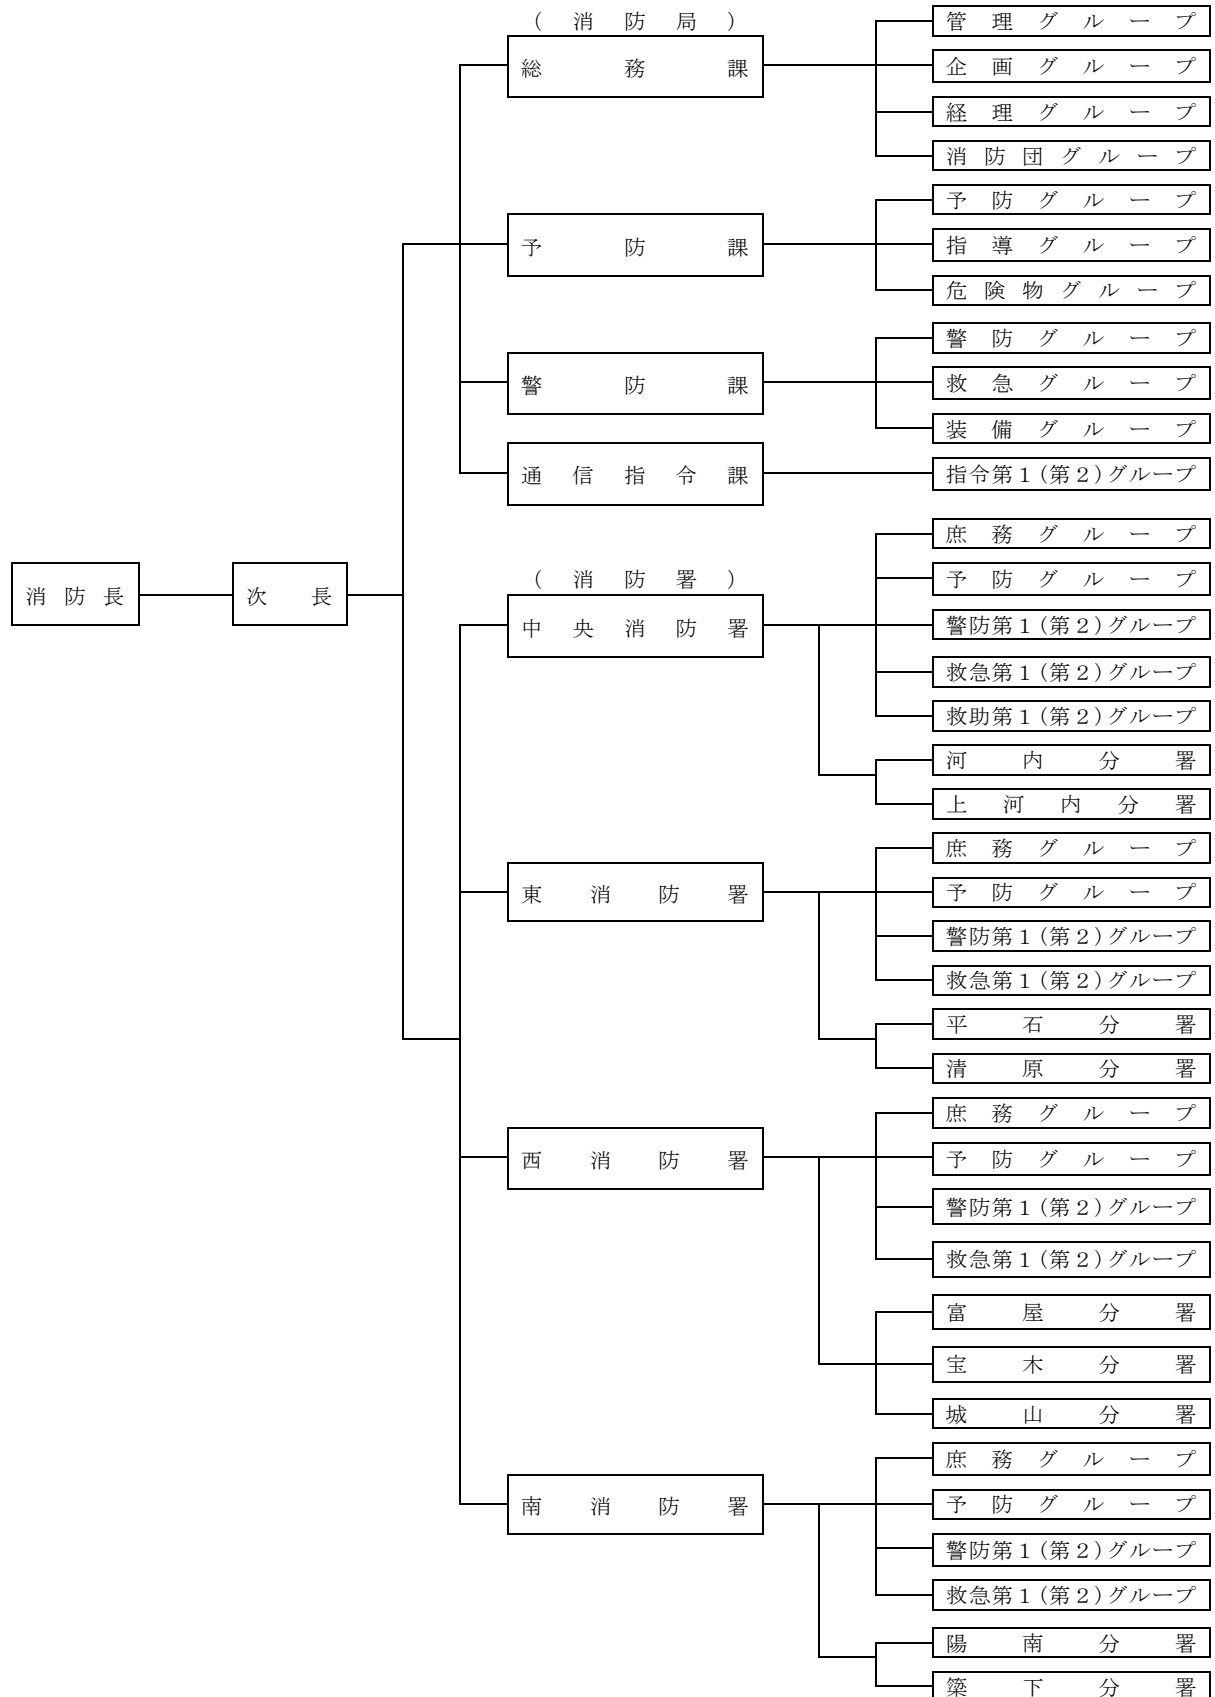 (消防局)
総務課
管理グループ
企画グループ
経理グループ
消防団グループ
予防課
予防グループ
指導グループ
危険物グループ
警防課
警防グループ
救急グループ
装備グループ
通信指令課
指令第1(第2)グループ
消防長
次長
(消防署)
中央消防署
庶務グループ
予防グループ
警防第1(第2)グループ
救急第1(第2)グループ
救助第1(第2)グループ
河内分署
上河内分署
東消防署
庶務グループ
予防グループ
警防第1(第2)グループ
救急第1(第2)グループ
平石分署
清原分署
西消防署
庶務グループ
予防グループ
警防第1(第2)グループ
救急第1(第2)グループ
富屋分署
宝木分署
城山分署
南消防署
庶務グループ
予防グループ
警防第1(第2)グループ
救急第1(第2)グループ
陽南分署
簗下分署